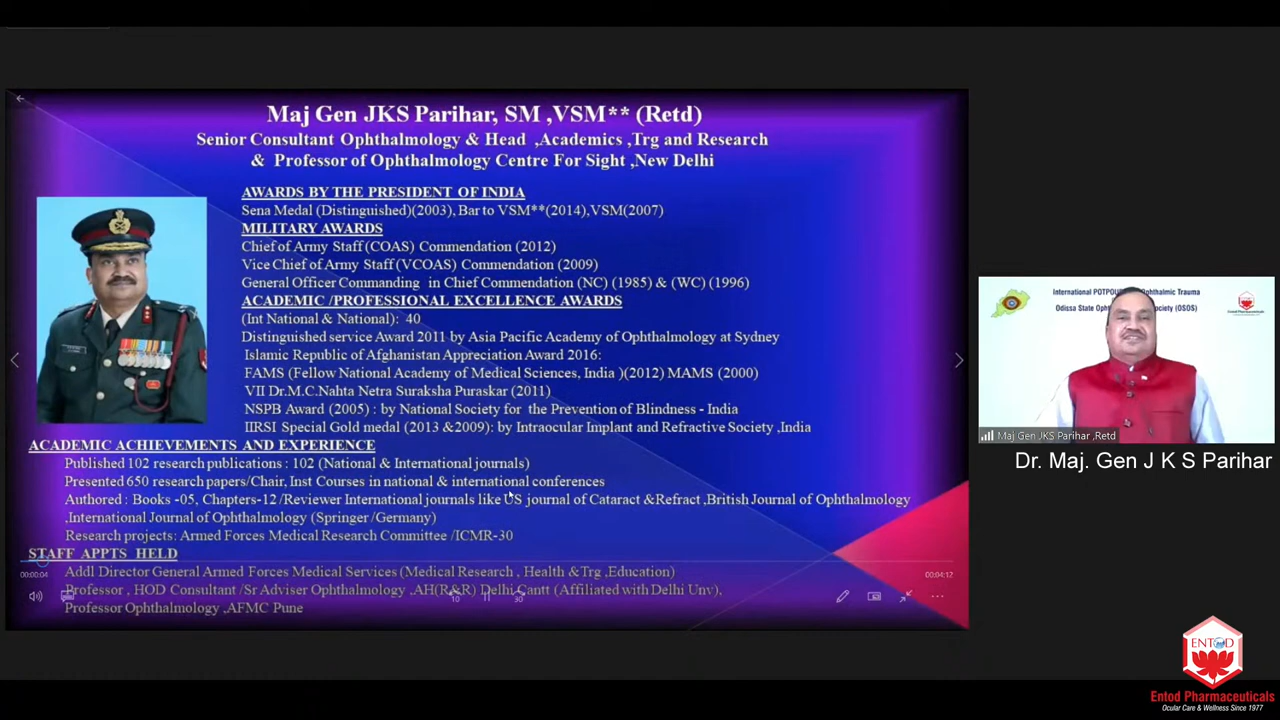 Maj Gen JKS Parihar, SM ,VSM** (Retd)
Senior Consultant Ophthalmology & Head ,Academics ,Trg and Research
& Professor of Ophthalmology Centre For Sight ,New Delhi
AWARDS BY THE PRESIDENT OF INDIA
Sena Medal (Distinguished)(2003), Bar to VSM**(2014),VSM(2007)
MILITARY AWARDS
Chief of Army Staff (COAS) Commendation (2012)
Vice Chief of Army Staff (VCOAS) Commendation (2009)
General Officer Commanding in Chief Commendation (NC) (1985) & (WC) (1996)
ACADEMIC /PROFESSIONAL EXCELLENCE AWARDS
(Int National & National): 40
Distinguished service Award 2011 by Asia Pacific Academy of Ophthalmology at Sydney
Islamic Republic of Afghanistan Appreciation Award 2016:
FAMS (Fellow National Academy of Medical Sciences, India )(2012) MAMS (2000)
VII Dr.M.C.Nahta Netra Suraksha Puraskar (2011)
NSPB Award (2005) : by National Society for the Prevention of Blindness - India
IIRSI Special Gold medal (2013 &2009): by Intraocular Implant and Refractive Society ,India
ACADEMIC ACHIEVEMENTS AND EXPERIENCE
Published 102 research publications : 102 (National & International journals)
Presented 650 research papers/Chair, Inst Courses in national & international conferences
Authored : Books -05, Chapters-12 /Reviewer International journals like US journal of Cataract &Refract ,British Journal of Ophthalmology
,International Journal of Ophthalmology (Springer /Germany)
Research projects: Armed Forces Medical Research Committee /ICMR-30
STAFF APPTS HELD
Addl Director General Armed Forces Medical Services (Medical Research , Health &Trg ,Education)
Professor , HOD Consultant /Sr Adviser Ophthalmology ,AH(R&R) Delhi Cantt (Affiliated with Delhi Unv),
Professor Ophthalmology ,AFMC Pune
00:00:04
00:04:12
10
30
International POTPOU Ophthalmic Trauma
Odissa State Oph Society (OSOS)
Maj Gen JKS Parihar ,Retd
Dr. Maj. Gen J K S Parihar
ENTOD
Entod Pharmaceuticals
Ocular Care & Wellness Since 1977